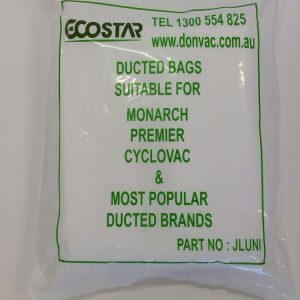 ECOSTAR TEL 1300 554 825
www.donvac.com.au
DUCTED BAGS
SUITABLE FOR
MONARCH
PREMIER
CYCLOVAC
&
MOST POPULAR
DUCTED BRANDS
PART NO : JLUNI